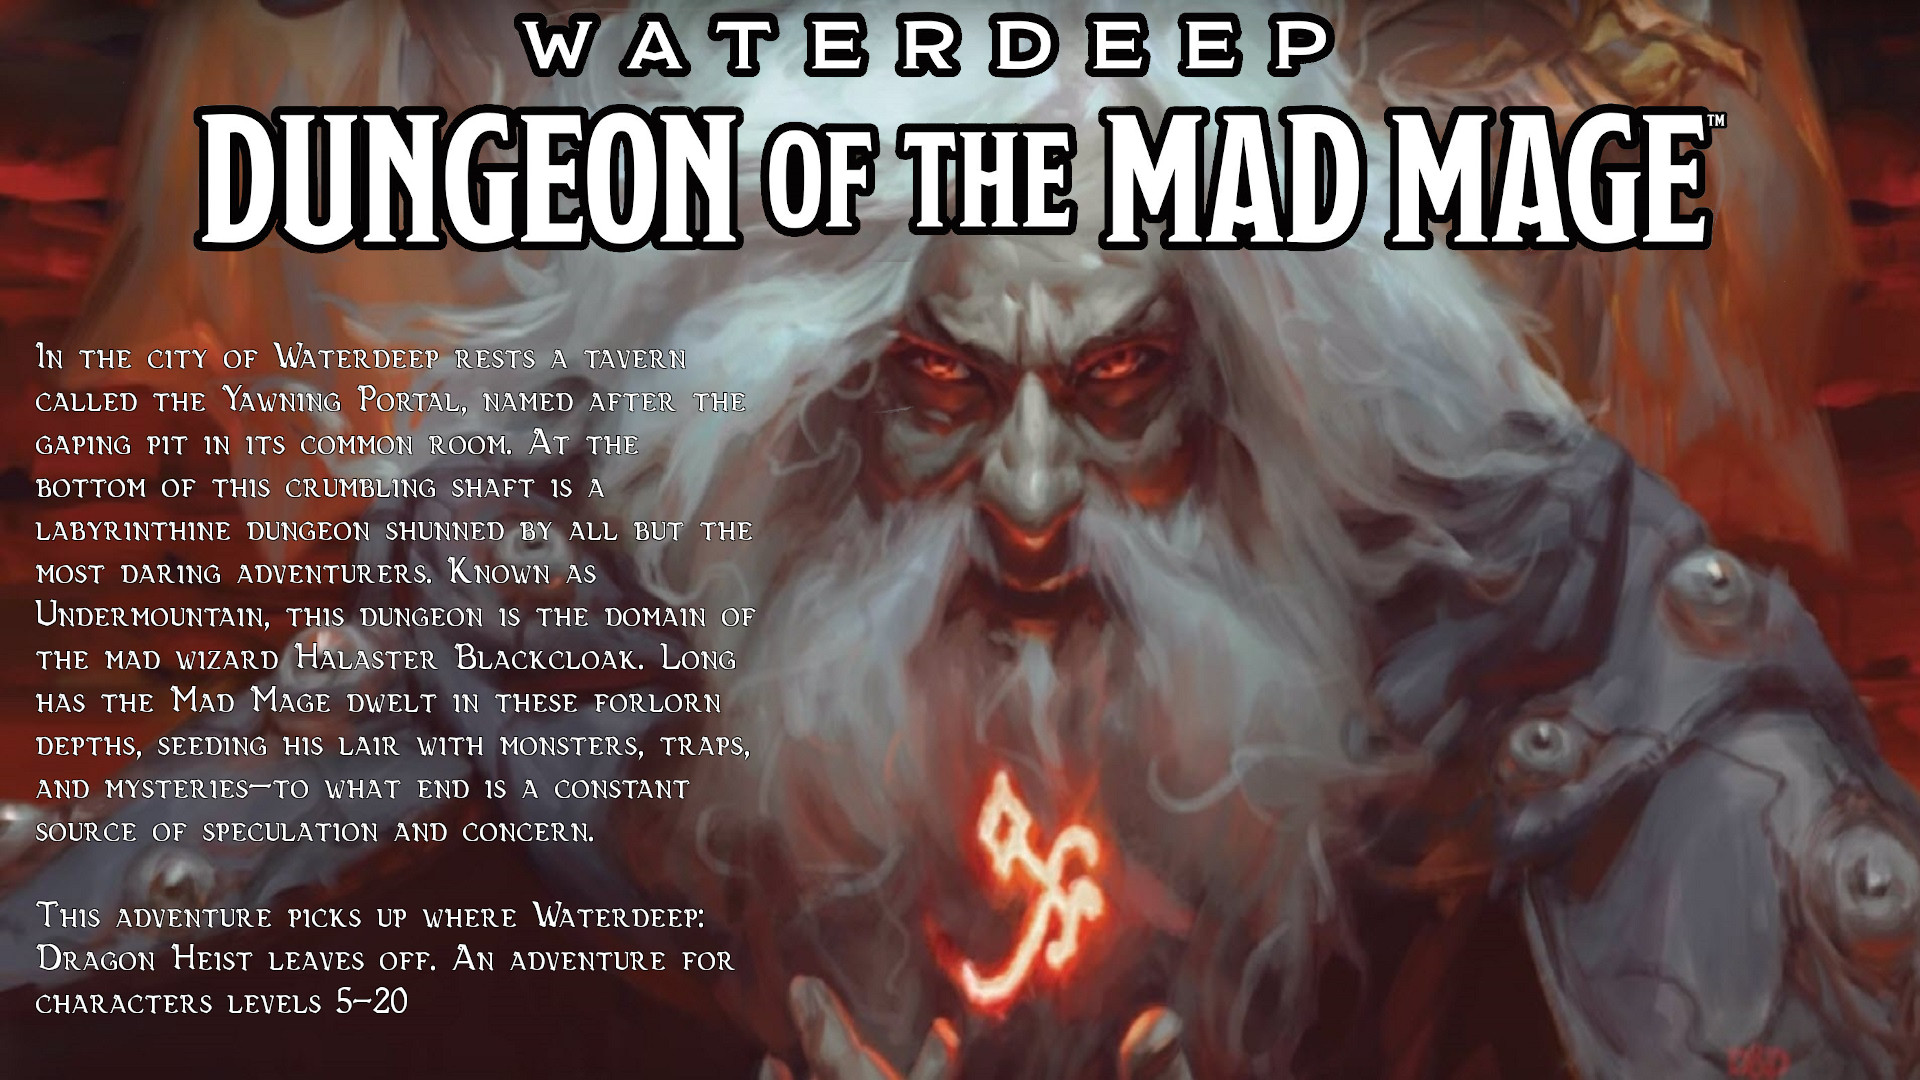 WATERDEEP
DUNGEON OF THE MAD MAGE™
In the city of Waterdeep rests a tavern
called the Yawning Portal, named after the
gaping pit in its common room. At the
bottom of this crumbling shaft is a
labyrinthine dungeon shunned by all but the
most daring adventurers. Known as
Undermountain, this dungeon is the domain of
the mad wizard Halaster Blackcloak. Long
has the Mad Mage dwelt in these forlorn
depths, seeding his lair with monsters, traps,
and mysteries—to what end is a constant
source of speculation and concern.
This adventure picks up where Waterdeep:
Dragon Heist leaves off. An adventure for
characters levels 5-20